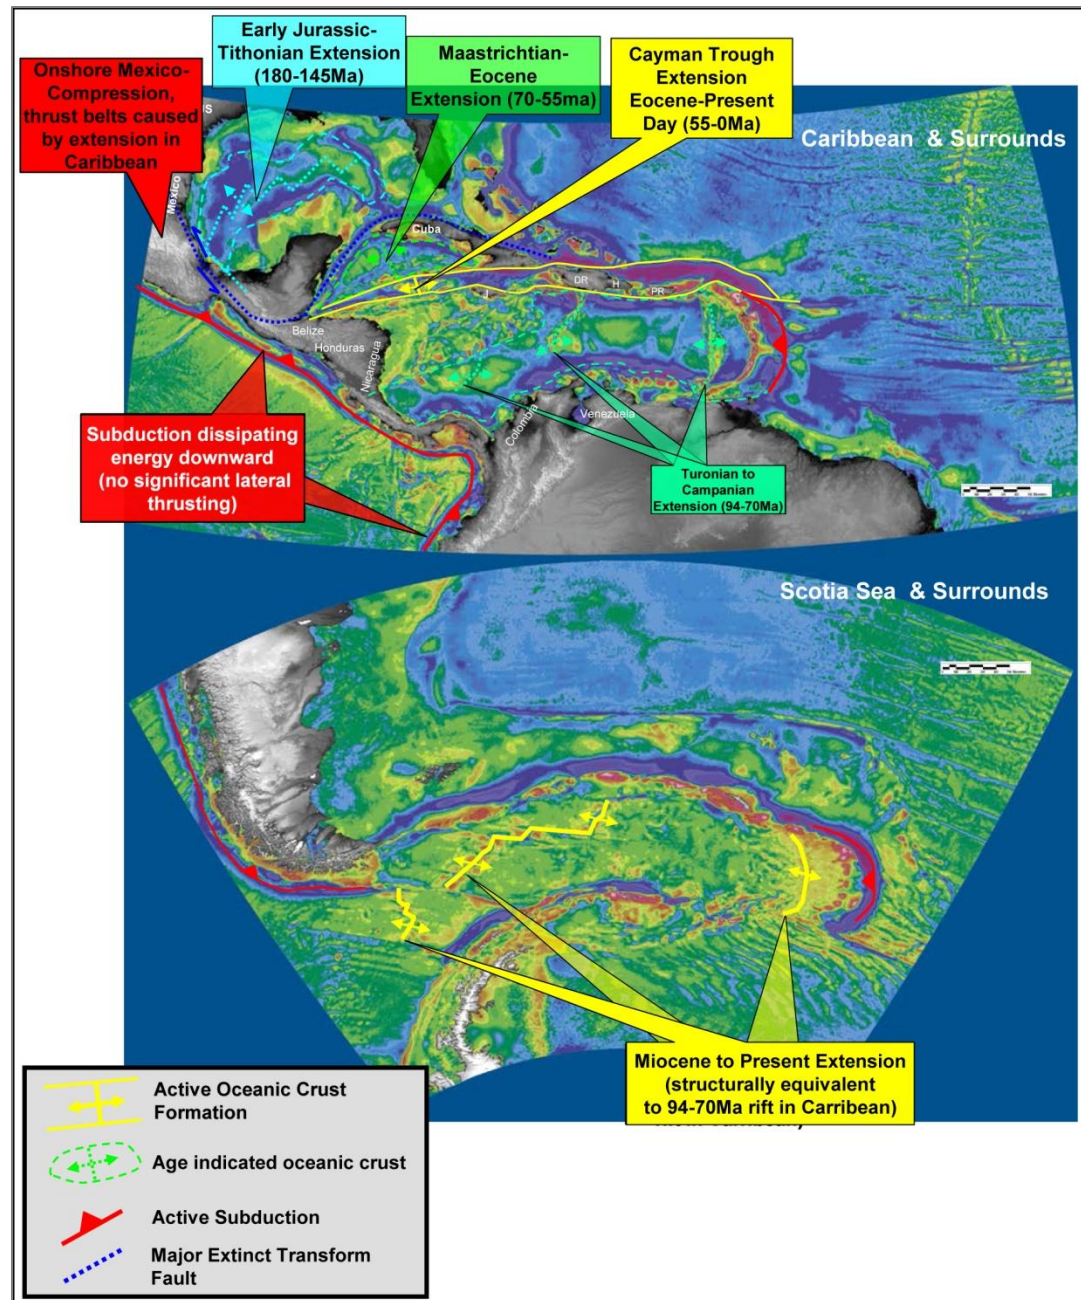 Onshore Mexico-
Compression,
thrust belts caused
by extension in
Caribbean
Early Jurassic-
Tithonian Extension
(180-145Ma)
Maastrichtian-
Eocene
Extension (70-55ma)
Cayman Trough
Extension
Eocene-Present
Day (55-0Ma)
Caribbean & Surrounds
US
Mexico
Cuba
DR
H
J
PR
Belize
Honduras
Nicaragua
Colombia
Venezuela
Subduction dissipating
energy downward
(no significant lateral
thrusting)
Turonian to
Campanian
Extension (94-70Ma)
Scotia Sea & Surrounds
Miocene to Present Extension
(structurally equivalent
to 94-70Ma rift in Carribean)
Active Oceanic Crust
Formation
Age indicated oceanic crust
Active Subduction
Major Extinct Transform
Fault